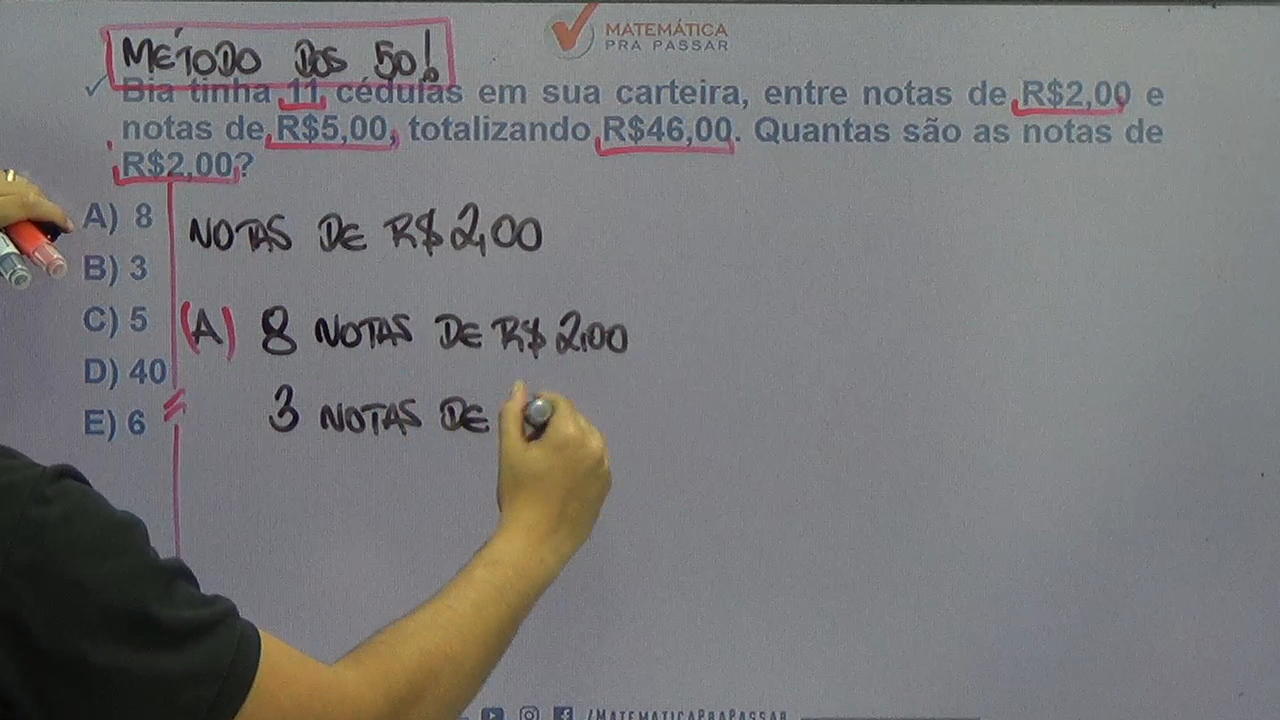 MÉTODO DOS 50!
MATEMÁTICA
PRA PASSAR
✓ Bia tinha 11 cédulas em sua carteira, entre notas de R$2,00 e
notas de R$5,00, totalizando R$46,00. Quantas são as notas de
R$2,00?
A) 8
B) 3
C) 5
D) 40
E) 6
NOTAS DE R$ 2,00
(A) 8 NOTAS DE R$ 2,00
3 NOTAS DE
/MATEMATICAPRAPASSAR